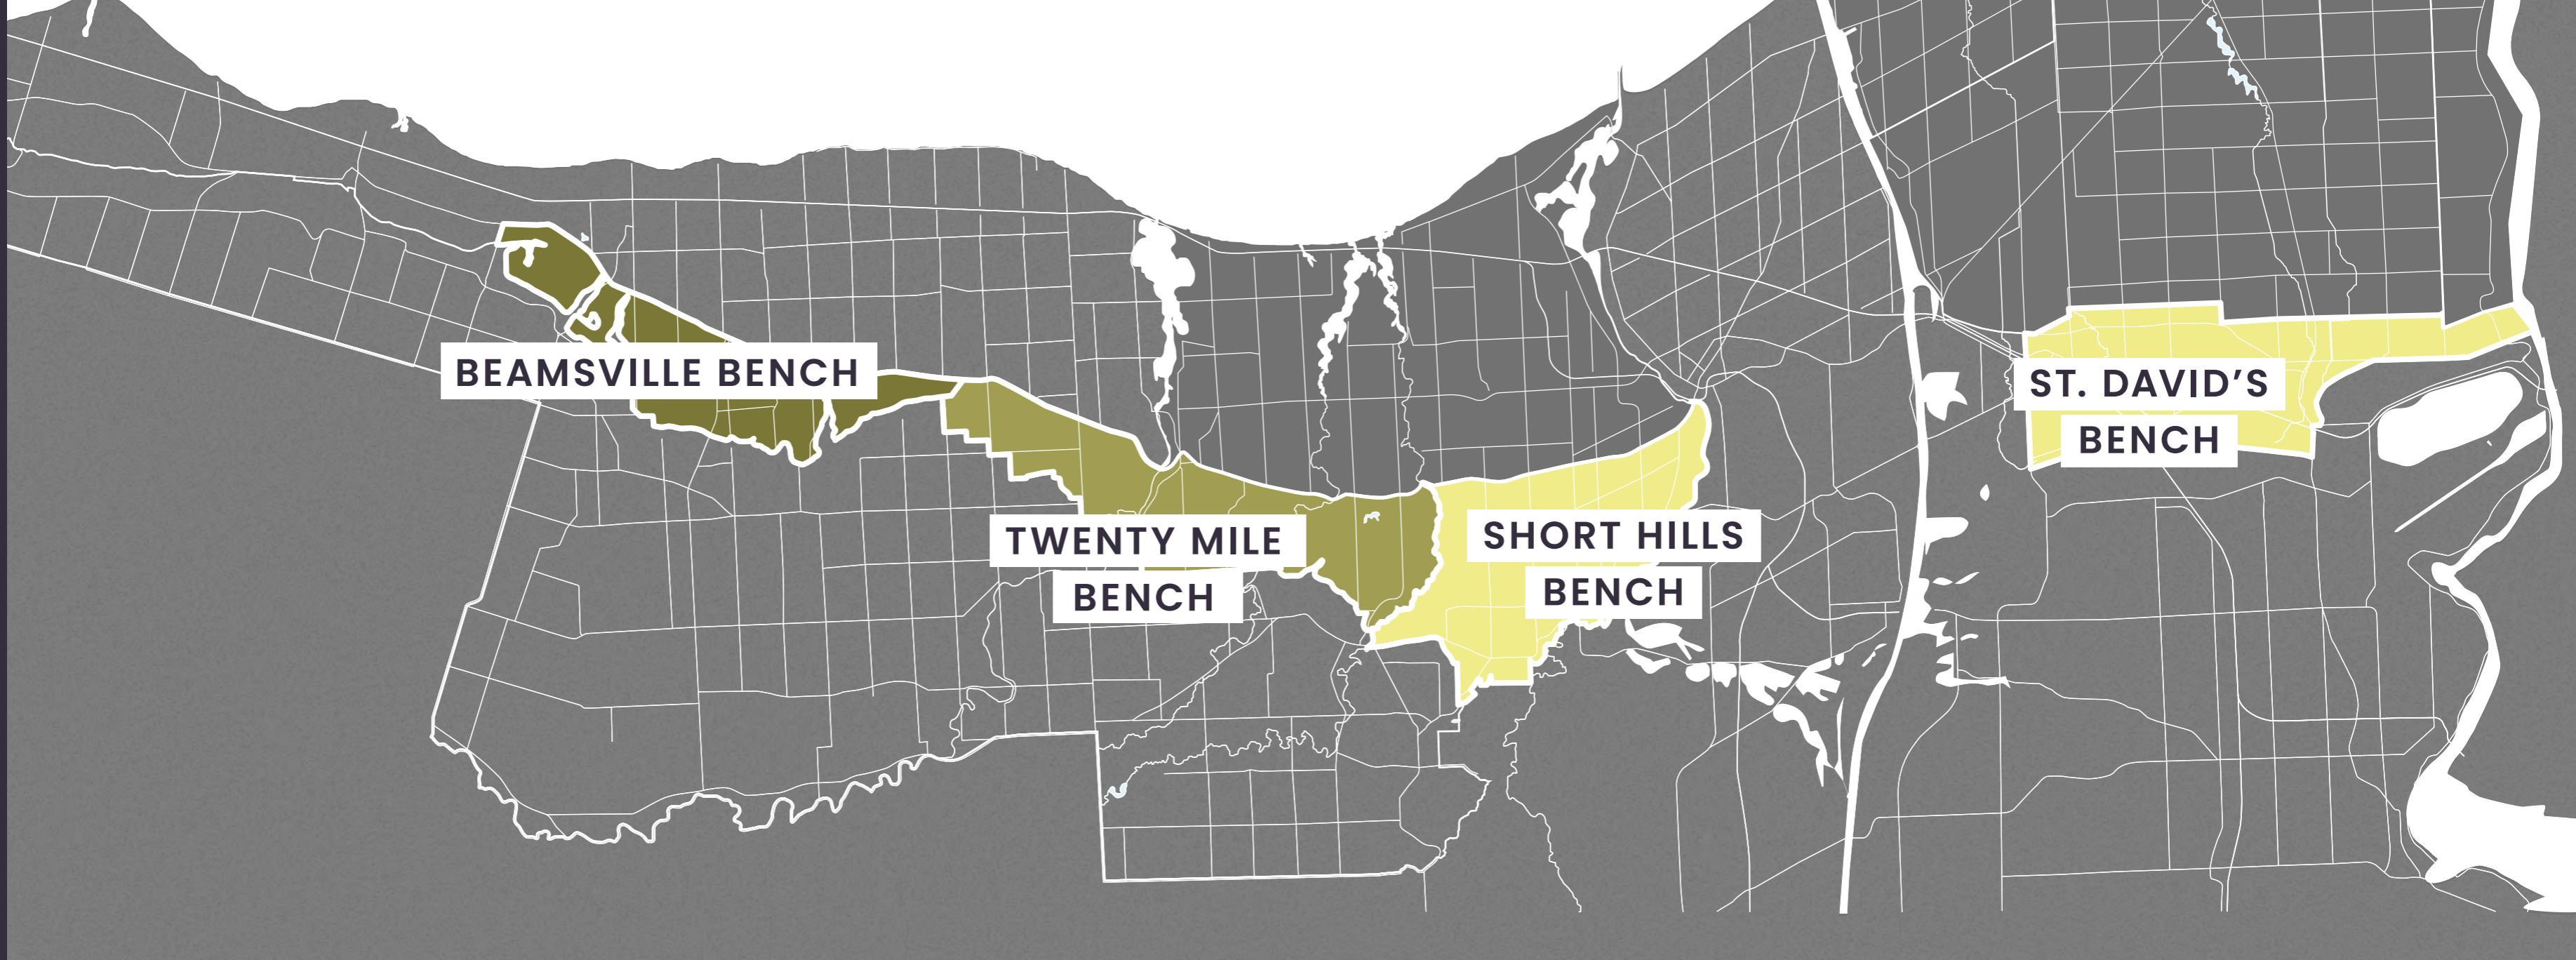 BEAMSVILLE BENCH
TWENTY MILE
BENCH
SHORT HILLS
BENCH
ST. DAVID’S
BENCH